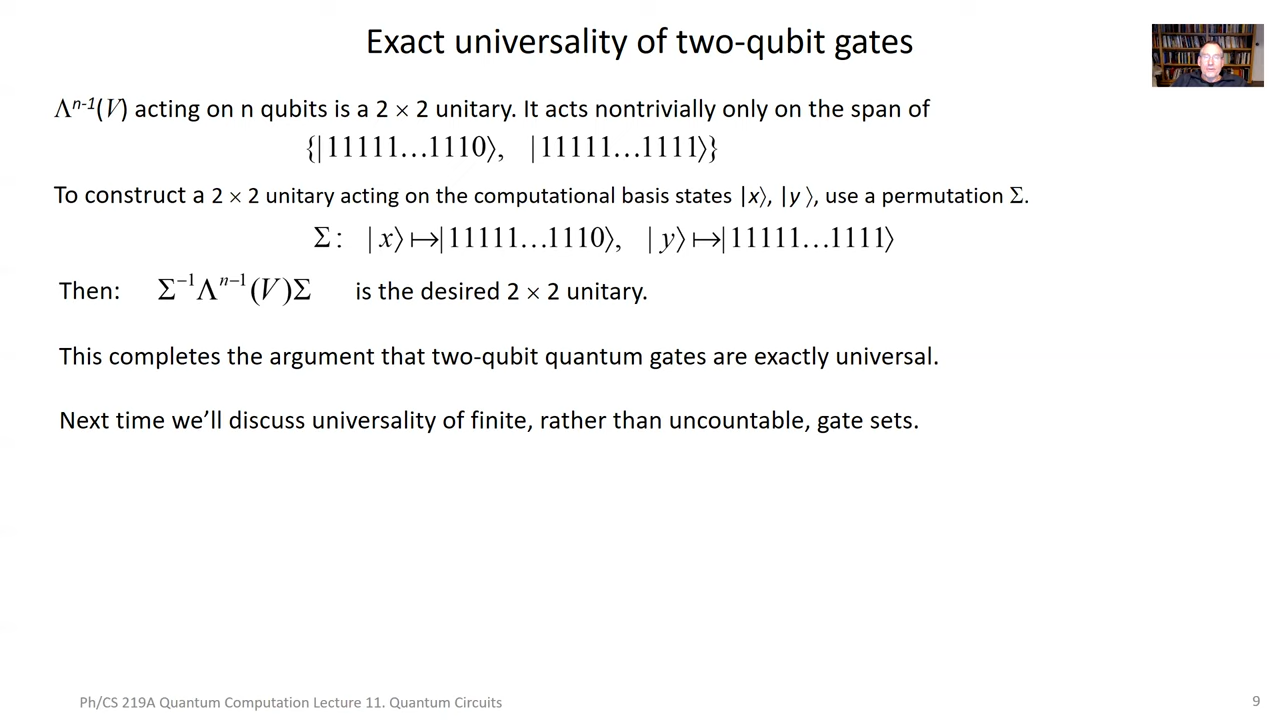 Exact universality of two-qubit gates
Λⁿ⁻¹(V) acting on n qubits is a 2 × 2 unitary. It acts nontrivially only on the span of
{|11111…1110⟩, |11111…1111⟩}
To construct a 2 × 2 unitary acting on the computational basis states |x⟩, |y ⟩, use a permutation Σ.
Σ: |x⟩↦|11111…1110⟩, |y⟩↦|11111…1111⟩
Then: Σ⁻¹Λⁿ⁻¹(V)Σ is the desired 2 × 2 unitary.
This completes the argument that two-qubit quantum gates are exactly universal.
Next time we’ll discuss universality of finite, rather than uncountable, gate sets.
Ph/CS 219A Quantum Computation Lecture 11. Quantum Circuits
9